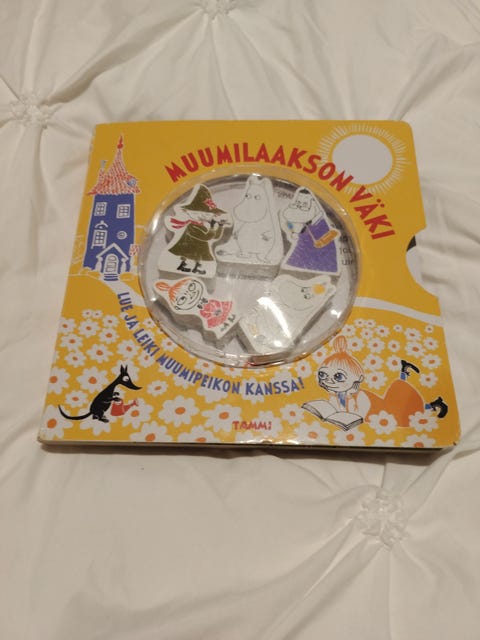 MUUMILAAKSON VÄKI
LUE JA LEIKI MUUMIPEIKON KANSSA!
TAMMI